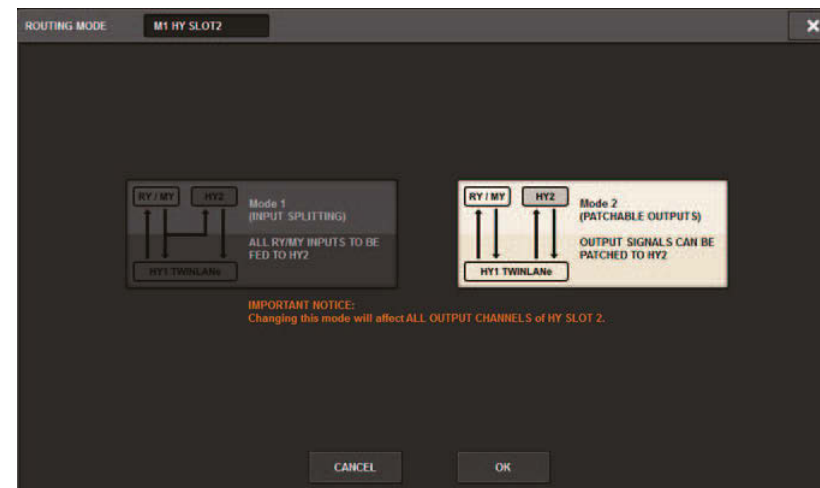 ROUTING MODE M1 HY SLOT2
RY / MY HY2
Mode 1
(INPUT SPLITTING)
ALL RY/MY INPUTS TO BE
FED TO HY2
HY1 TWINLANe
RY / MY HY2
Mode 2
(PATCHABLE OUTPUTS)
OUTPUT SIGNALS CAN BE
PATCHED TO HY2
HY1 TWINLANe
IMPORTANT NOTICE:
Changing this mode will affect ALL OUTPUT CHANNELS of HY SLOT 2.
CANCEL OK